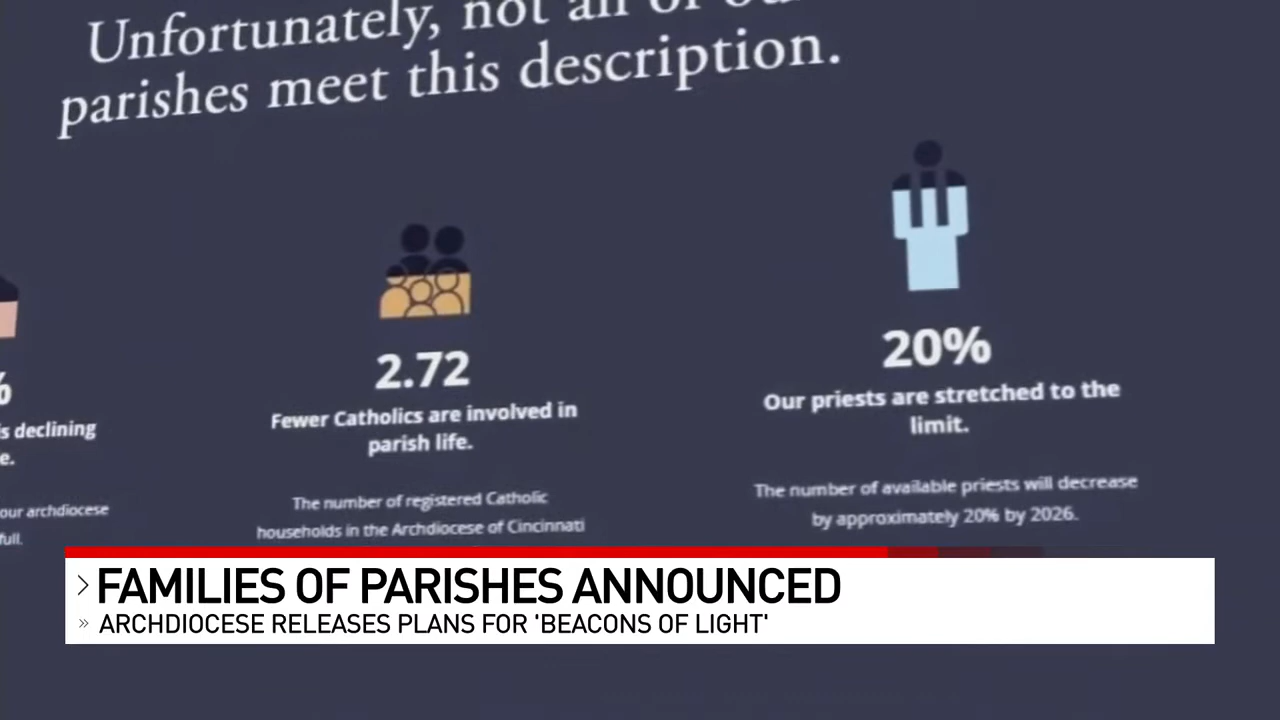 Unfortunately, not all of
parishes meet this description.
%
is declining
e.
our archdiocese
full.
2.72
Fewer Catholics are involved in
parish life.
The number of registered Catholic
households in the Archdiocese of Cincinnati
20%
Our priests are stretched to the
limit.
The number of available priests will decrease
by approximately 20% by 2026.
FAMILIES OF PARISHES ANNOUNCED
ARCHDIOCESE RELEASES PLANS FOR 'BEACONS OF LIGHT'